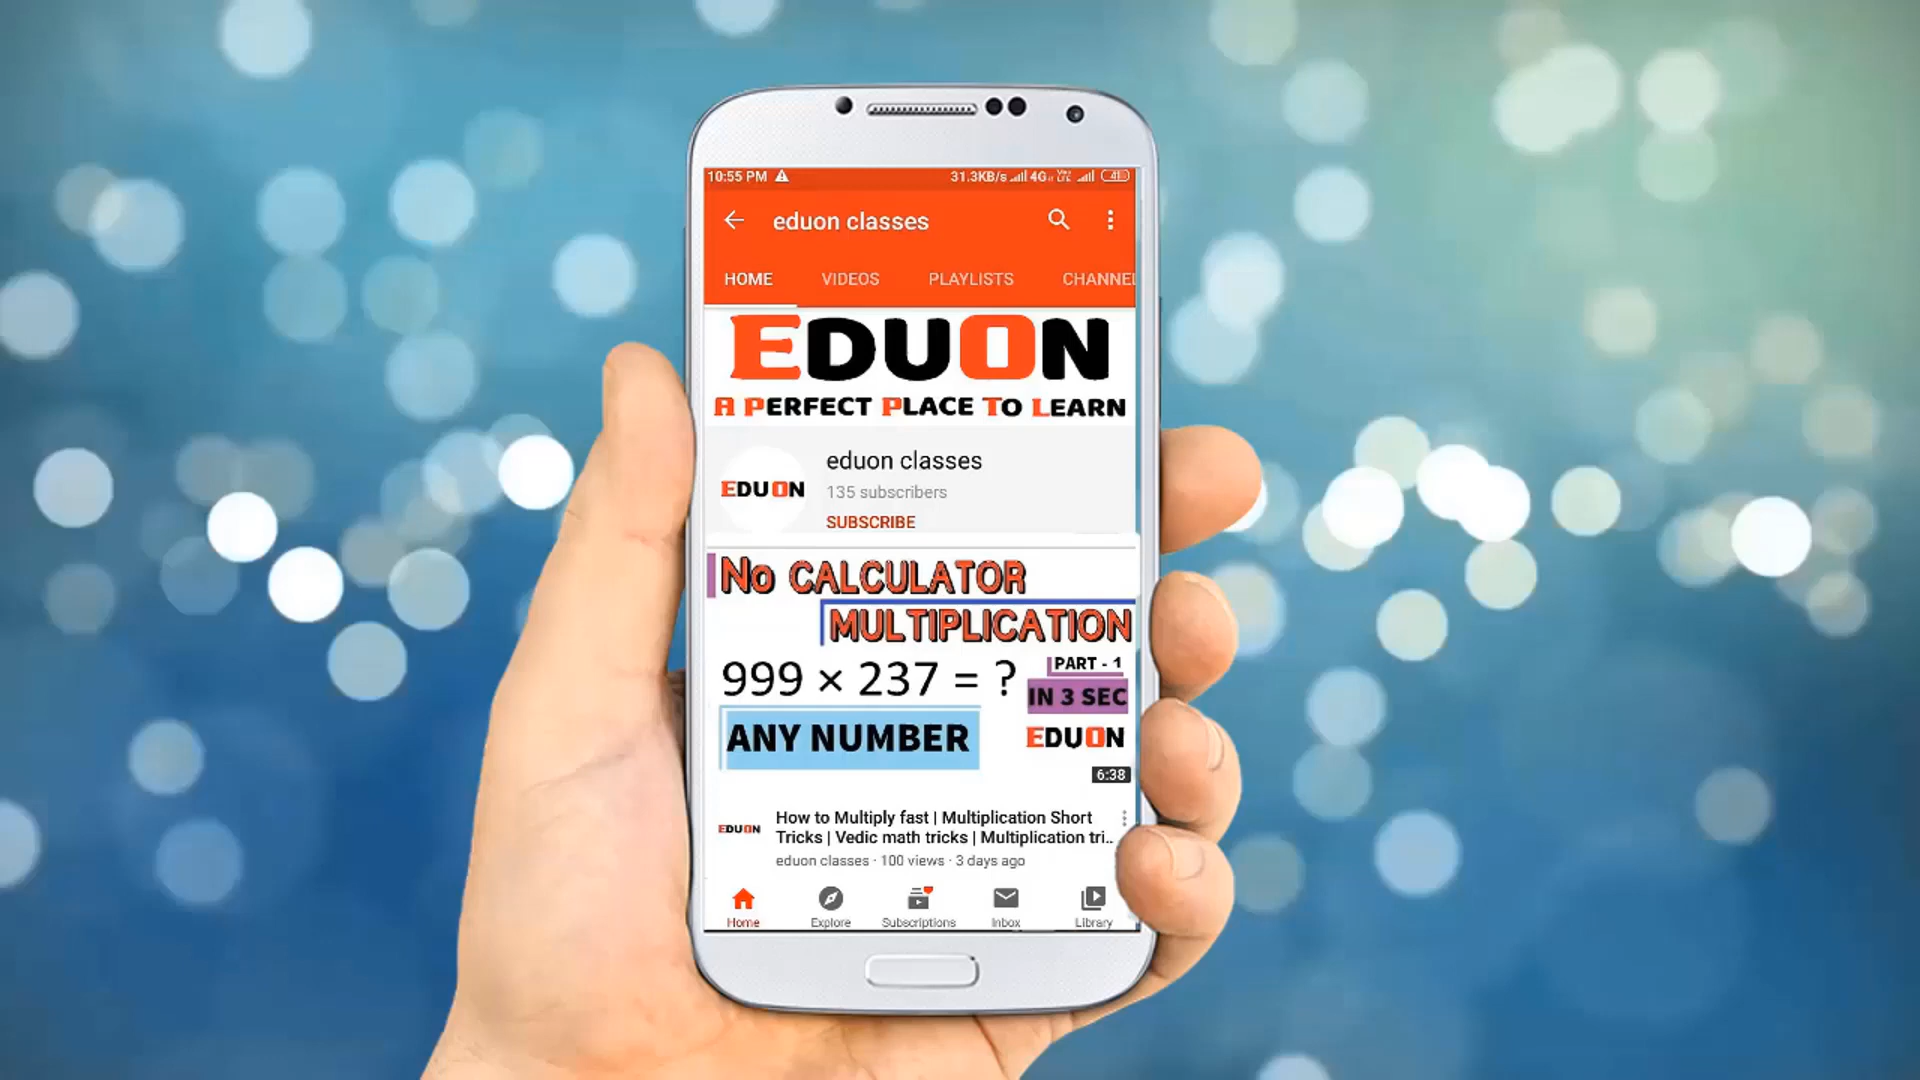 10:55 PM 31.3KB/s 4G VoLTE 41
eduon classes
HOME VIDEOS PLAYLISTS CHANNEL
EDUON
A PERFECT PLACE TO LEARN
EDUON
eduon classes
135 subscribers
SUBSCRIBE
No CALCULATOR
MULTIPLICATION
999 × 237 = ?
PART - 1
IN 3 SEC
ANY NUMBER
EDUON
6:38
EDUON
How to Multiply fast | Multiplication Short
Tricks | Vedic math tricks | Multiplication tri..
eduon classes · 100 views · 3 days ago
Home Explore Subscriptions Inbox Library